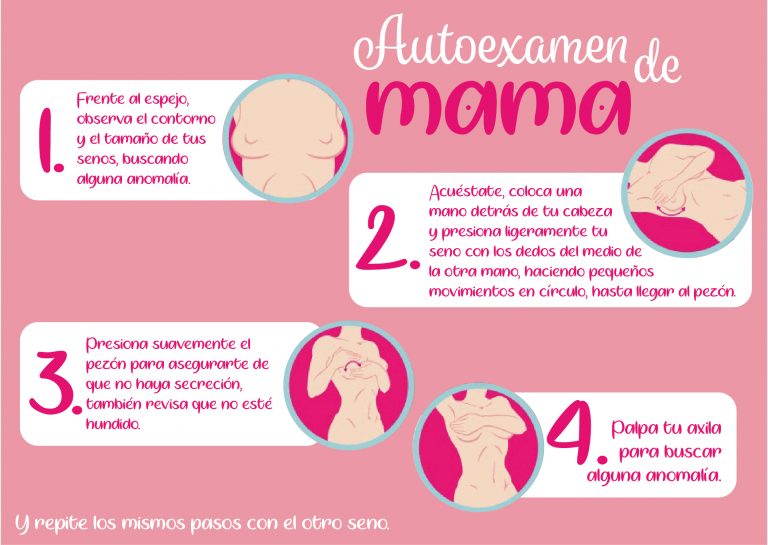 Autoexamen de
mama
1.
Frente al espejo,
observa el contorno
y el tamaño de tus
senos, buscando
alguna anomalía.
2.
Acuéstate, coloca una
mano detrás de tu cabeza
y presiona ligeramente tu
seno con los dedos del medio de
la otra mano, haciendo pequeños
movimientos en círculo, hasta llegar al pezón.
3.
Presiona suavemente el
pezón para asegurarte de
que no haya secreción,
también revisa que no esté
hundido.
4.
Palpa tu axila
para buscar
alguna anomalía.
Y repite los mismos pasos con el otro seno.